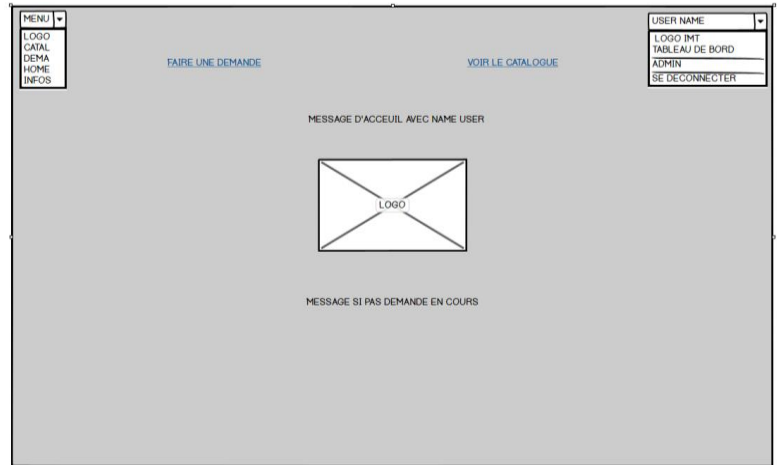 MENU
LOGO
CATAL
DEMA
HOME
INFOS
USER NAME
LOGO IMT
TABLEAU DE BORD
ADMIN
SE DECONNECTER
FAIRE UNE DEMANDE
VOIR LE CATALOGUE
MESSAGE D'ACCEUIL AVEC NAME USER
LOGO
MESSAGE SI PAS DEMANDE EN COURS